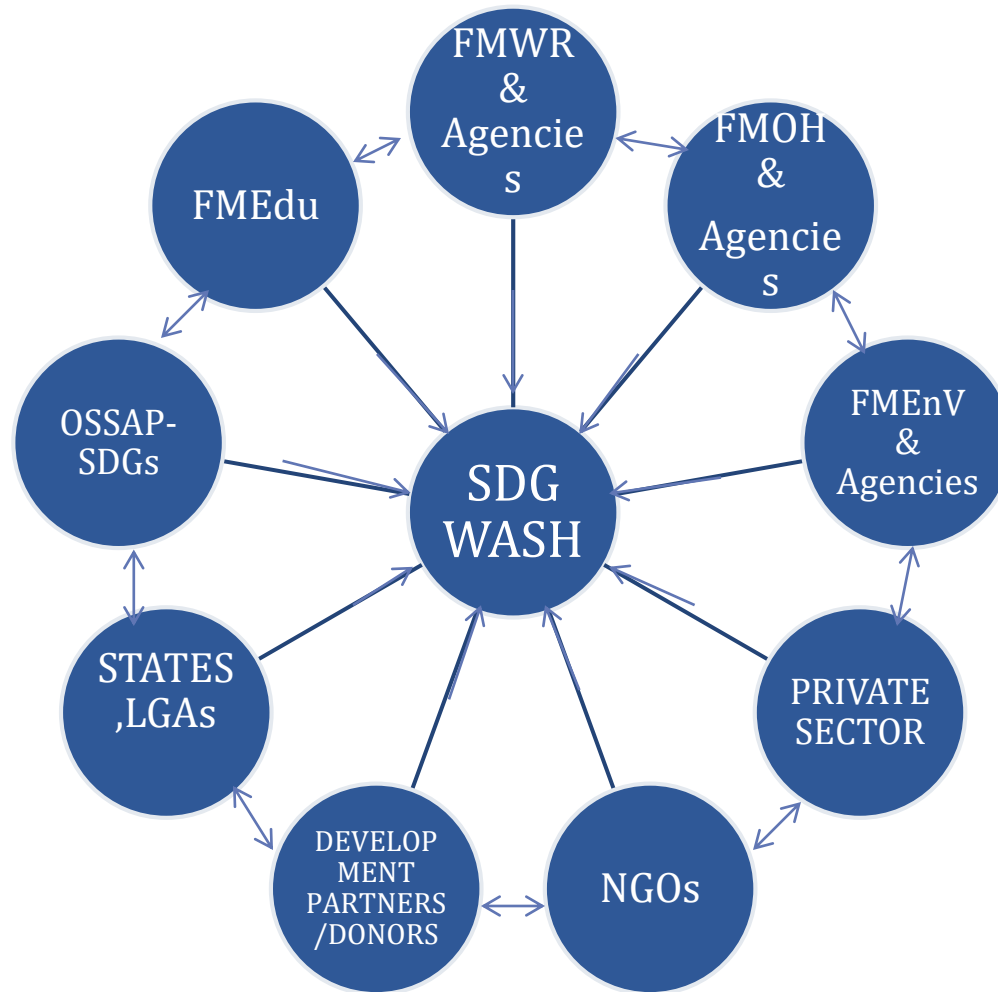 FMWR
&
Agencie
s
FMOH
&
Agencie
s
FMEnV
&
Agencies
PRIVATE
SECTOR
NGOs
DEVELOP
MENT
PARTNERS
/DONORS
STATES
,LGAs
OSSAP-
SDGs
FMEdu
SDG
WASH